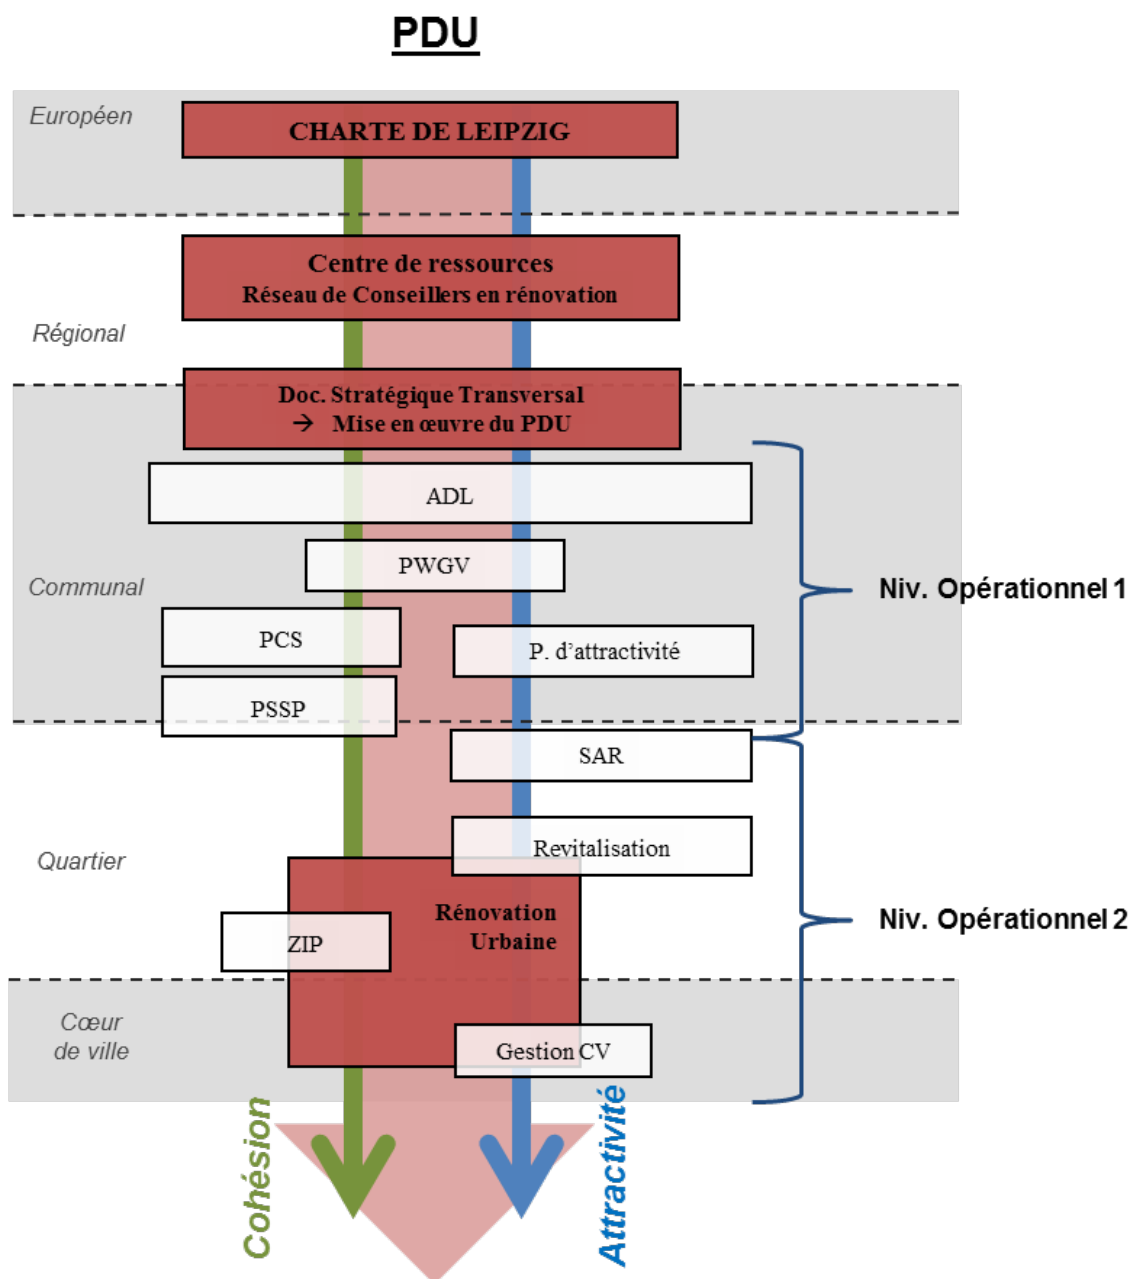 PDU
Européen
CHARTE DE LEIPZIG
Centre de ressources
Réseau de Conseillers en rénovation
Régional
Doc. Stratégique Transversal
→ Mise en œuvre du PDU
ADL
PWGV
Communal
Niv. Opérationnel 1
PCS
P. d’attractivité
PSSP
SAR
Revitalisation
Quartier
Rénovation
Urbaine
Niv. Opérationnel 2
ZIP
Cœur
de ville
Gestion CV
Cohésion
Attractivité